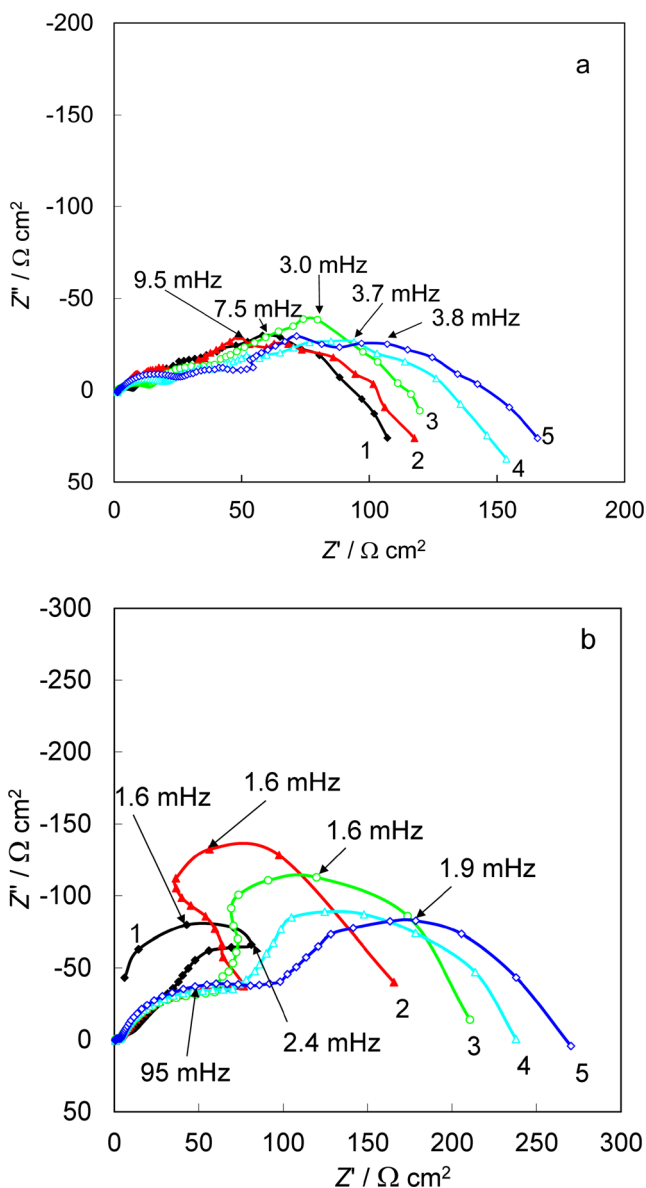 -200
a
-150
-100
Z" / Ω cm²
-50
0
50
9.5 mHz
7.5 mHz
3.0 mHz
3.7 mHz
3.8 mHz
1
2
3
4
5
0
50
100
150
200
Z' / Ω cm²
-300
b
-250
-200
-150
-100
-50
0
50
Z" / Ω cm²
1.6 mHz
1.6 mHz
1.6 mHz
1.9 mHz
1
2
3
4
5
2.4 mHz
95 mHz
0
50
100
150
200
250
300
Z' / Ω cm²